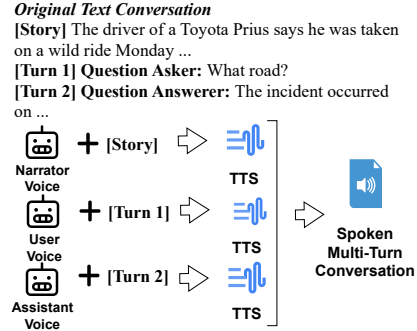 Original Text Conversation
[Story] The driver of a Toyota Prius says he was taken
on a wild ride Monday ...
[Turn 1] Question Asker: What road?
[Turn 2] Question Answerer: The incident occurred
on ...
+ [Story]
Narrator
Voice
TTS
+ [Turn 1]
User
Voice
TTS
+ [Turn 2]
Assistant
Voice
TTS
Spoken
Multi-Turn
Conversation